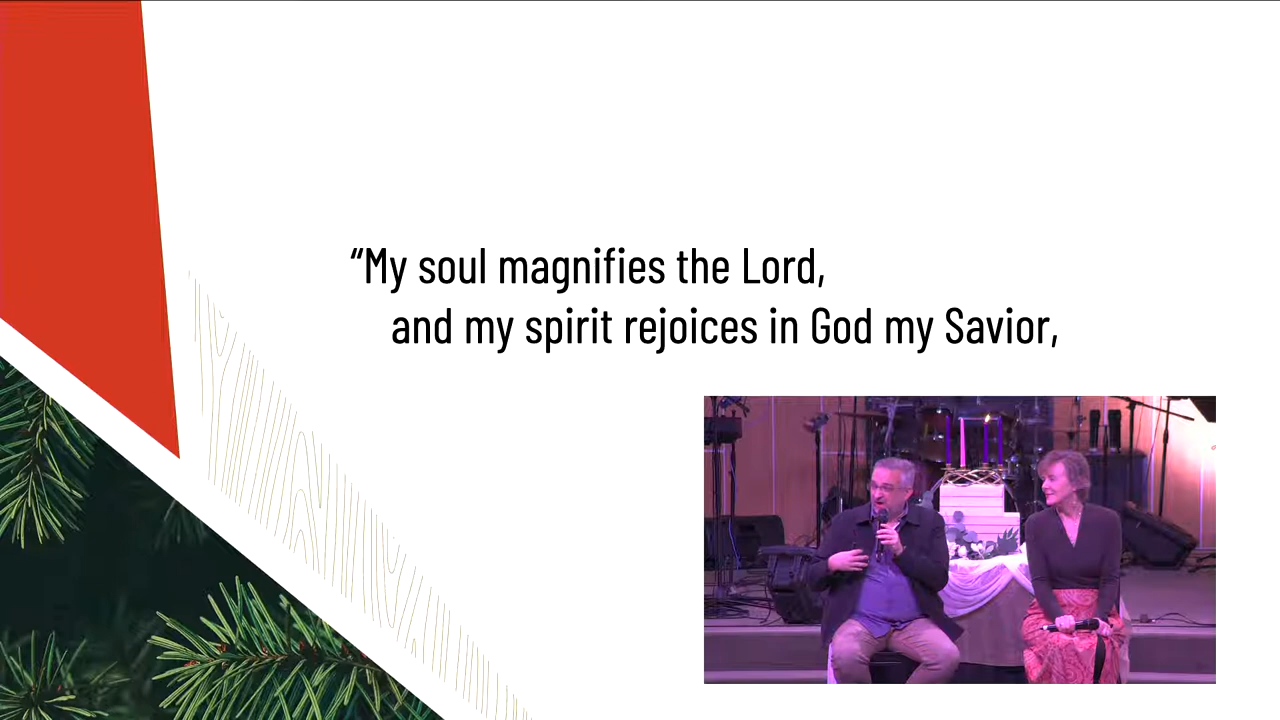 “My soul magnifies the Lord,
and my spirit rejoices in God my Savior,